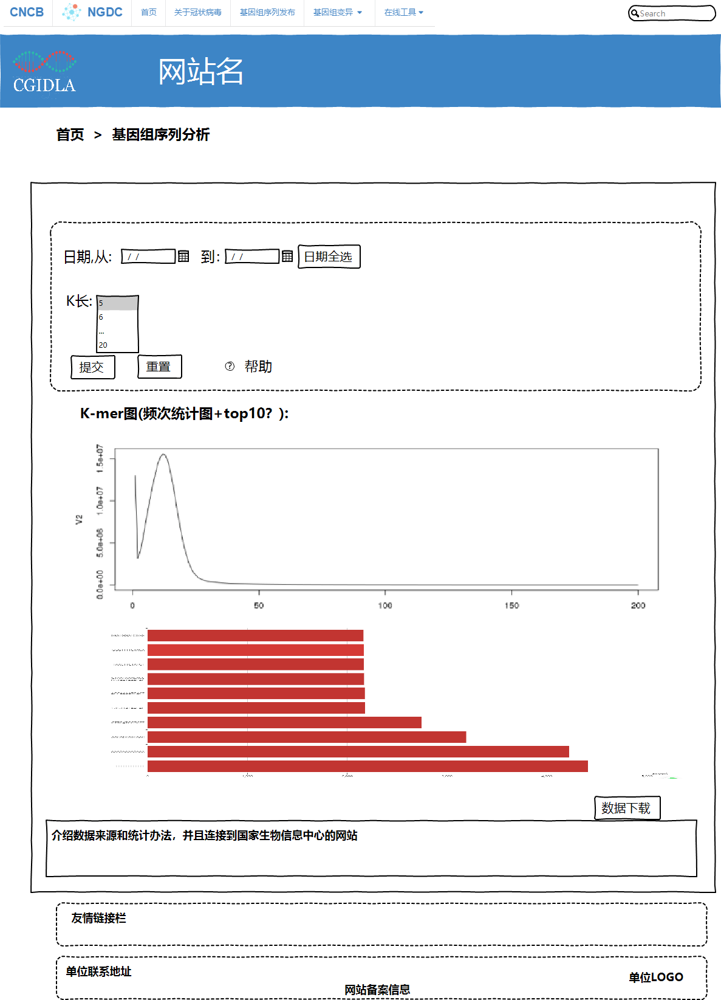 CNCB NGDC 首页 关于冠状病毒 基因组序列发布 基因组变异 在线工具 Search
CGIDLA 网站名
首页 > 基因组序列分析
日期,从: / / 到: / / 日期全选
K长: 5
6
...
20
提交 重置 ? 帮助
K-mer图(频次统计图+top10? ):
V2
1.5e+07
1.0e+07
5.0e+06
0.0e+00
0 50 100 150 200
数据下载
介绍数据来源和统计办法，并且连接到国家生物信息中心的网站
友情链接栏
单位联系地址
单位LOGO
网站备案信息